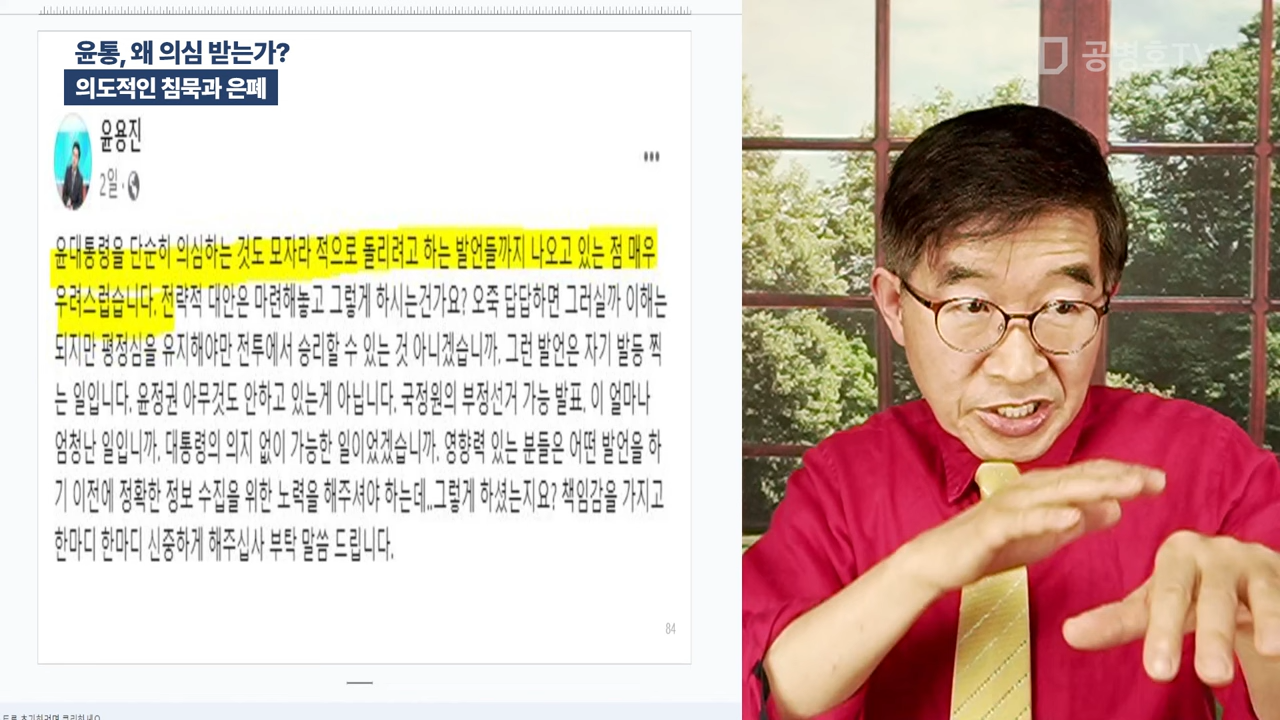 윤통, 왜 의심 받는가?
의도적인 침묵과 은폐
공병호TV
윤용진
2일 ·
윤대통령을 단순히 의심하는 것도 모자라 적으로 돌리려고 하는 발언들까지 나오고 있는 점 매우
우려스럽습니다. 전략적 대안은 마련해놓고 그렇게 하시는건가요? 오죽 답답하면 그러실까 이해는
되지만 평정심을 유지해야만 전투에서 승리할 수 있는 것 아니겠습니까. 그런 발언은 자기 발등 찍
는 일입니다. 윤정권 아무것도 안하고 있는게 아닙니다. 국정원의 부정선거 가능 발표. 이 얼마나
엄청난 일입니까. 대통령의 의지 없이 가능한 일이었겠습니까. 영향력 있는 분들은 어떤 발언을 하
기 이전에 정확한 정보 수집을 위한 노력을 해주셔야 하는데..그렇게 하셨는지요? 책임감을 가지고
한마디 한마디 신중하게 해주십사 부탁 말씀 드립니다.
84